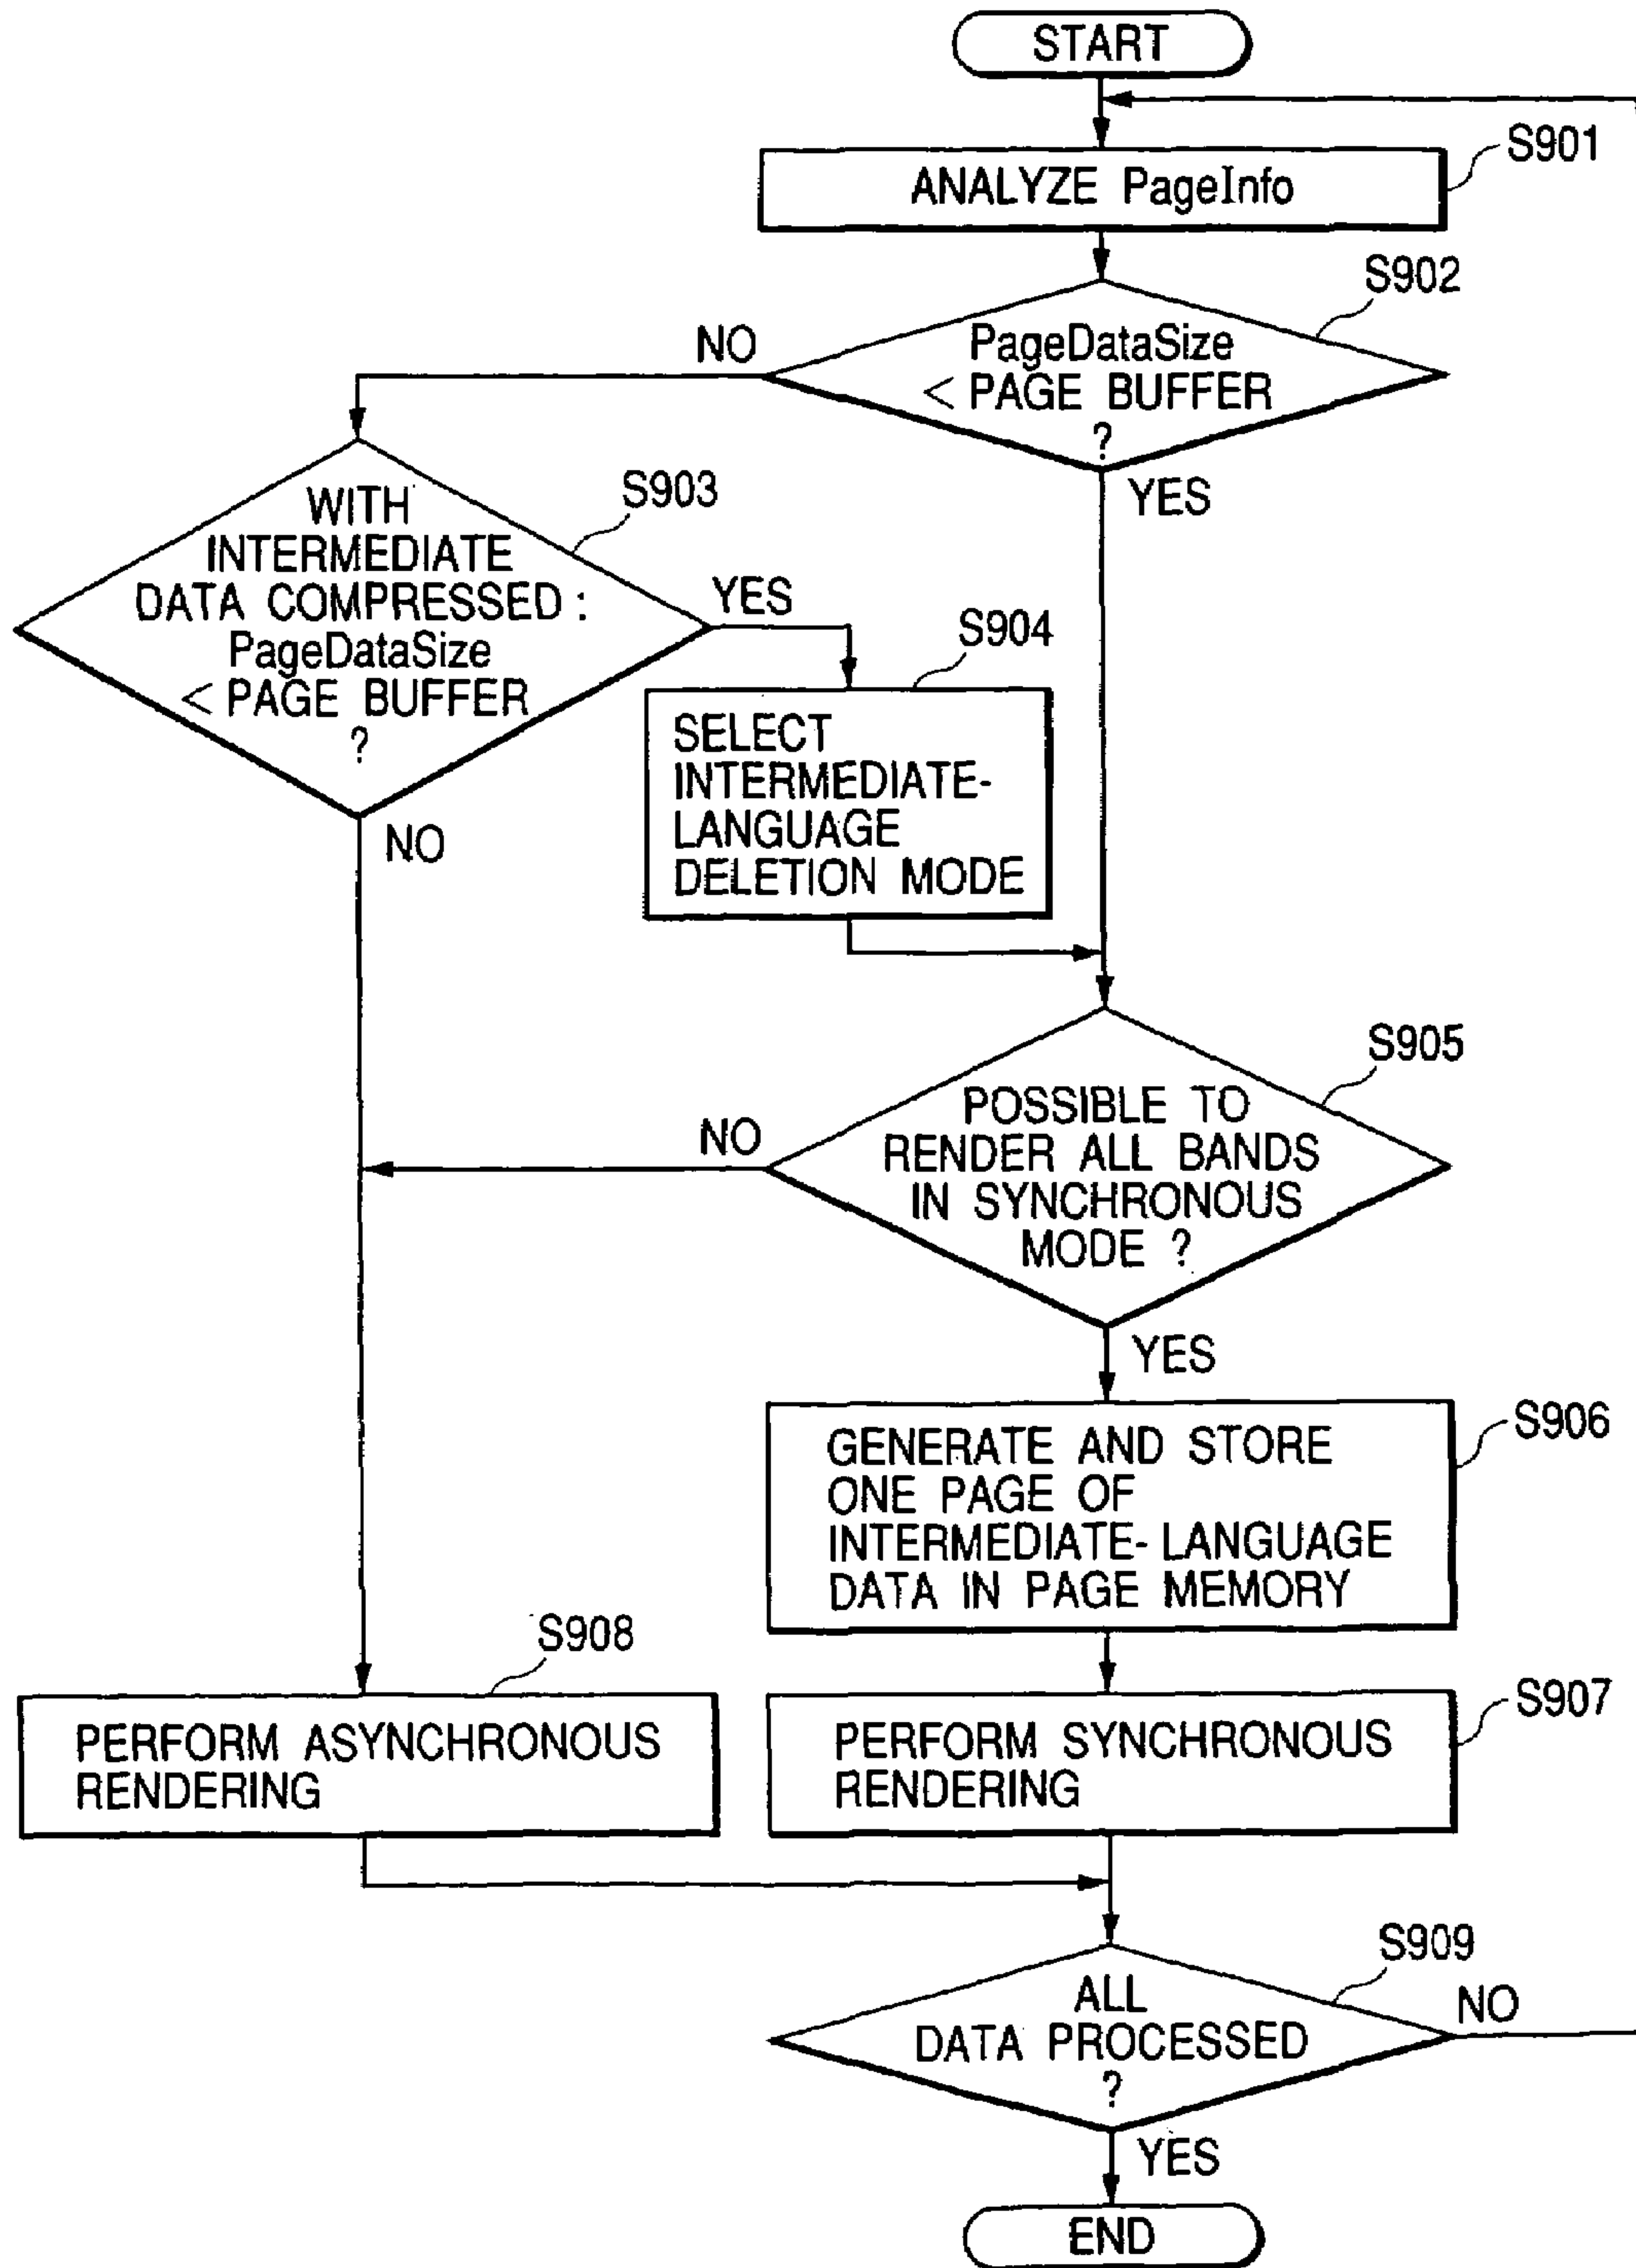 START
S901
ANALYZE PageInfo
S902
PageDataSize
< PAGE BUFFER
?
NO
YES
S903
WITH
INTERMEDIATE
DATA COMPRESSED :
PageDataSize
< PAGE BUFFER
?
YES
NO
S904
SELECT
INTERMEDIATE-
LANGUAGE
DELETION MODE
S905
POSSIBLE TO
RENDER ALL BANDS
IN SYNCHRONOUS
MODE ?
NO
YES
S906
GENERATE AND STORE
ONE PAGE OF
INTERMEDIATE-LANGUAGE
DATA IN PAGE MEMORY
S908
PERFORM ASYNCHRONOUS
RENDERING
S907
PERFORM SYNCHRONOUS
RENDERING
S909
ALL
DATA PROCESSED
?
NO
YES
END